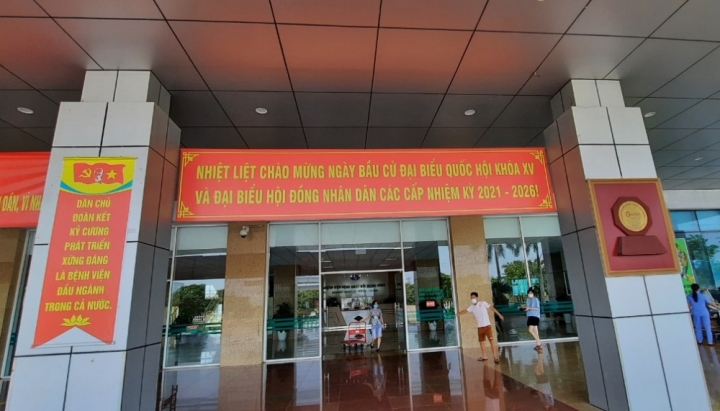 NHIỆT LIỆT CHÀO MỪNG NGÀY BẦU CỬ ĐẠI BIỂU QUỐC HỘI KHÓA XV
VÀ ĐẠI BIỂU HỘI ĐỒNG NHÂN DÂN CÁC CẤP NHIỆM KỲ 2021 - 2026!
DÂN CHỦ
ĐOÀN KẾT
KỶ CƯƠNG
PHÁT TRIỂN
XỨNG ĐÁNG
LÀ BỆNH VIỆN
ĐẦU NGÀNH
TRONG CẢ NƯỚC.
DÂN, VÌ